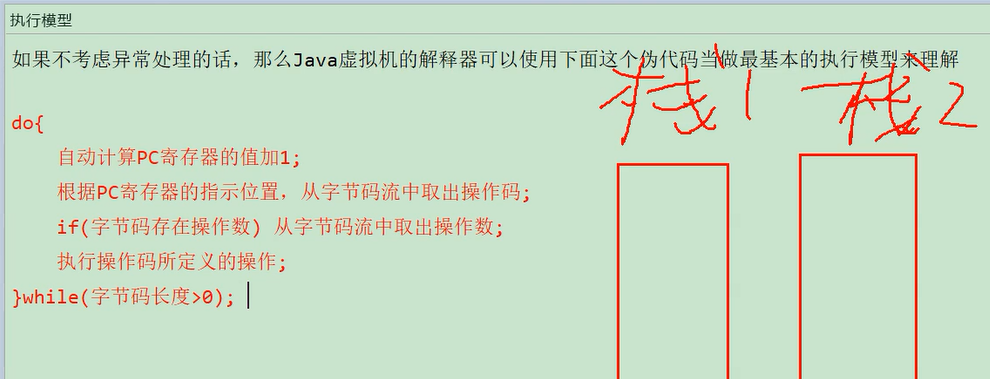 执行模型
如果不考虑异常处理的话，那么Java虚拟机的解释器可以使用下面这个伪代码当做最基本的执行模型来理解
栈1 栈2
do{
自动计算PC寄存器的值加1;
根据PC寄存器的指示位置，从字节码流中取出操作码;
if(字节码存在操作数) 从字节码流中取出操作数;
执行操作码所定义的操作;
}while(字节码长度>0);